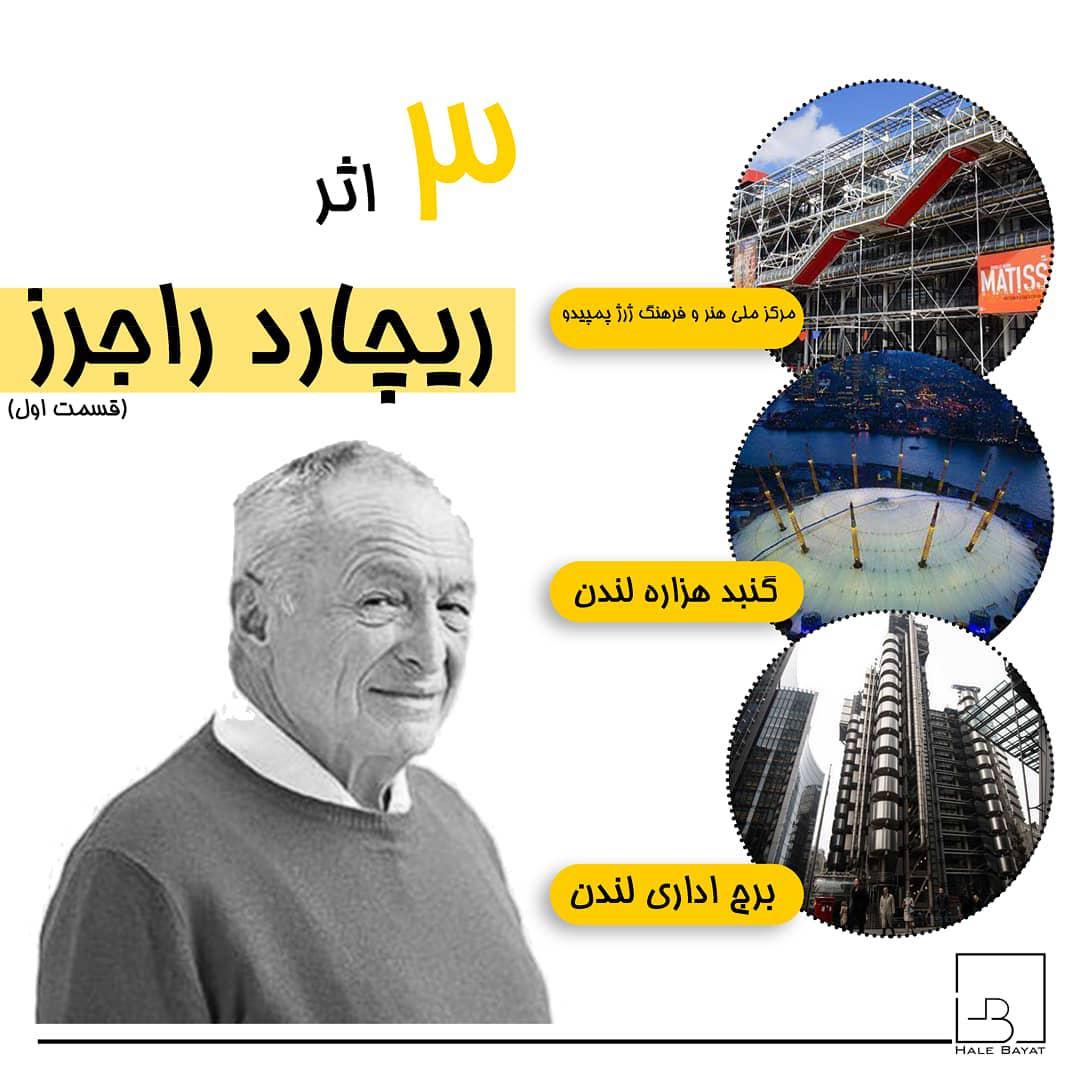 ۳ اثر
ریچارد راجرز
(قسمت اول)
مرکز ملی هنر و فرهنگ ژرژ پمپیدو
MATISS
گنبد هزاره لندن
برج اداری لندن
HB
HALE BAYAT